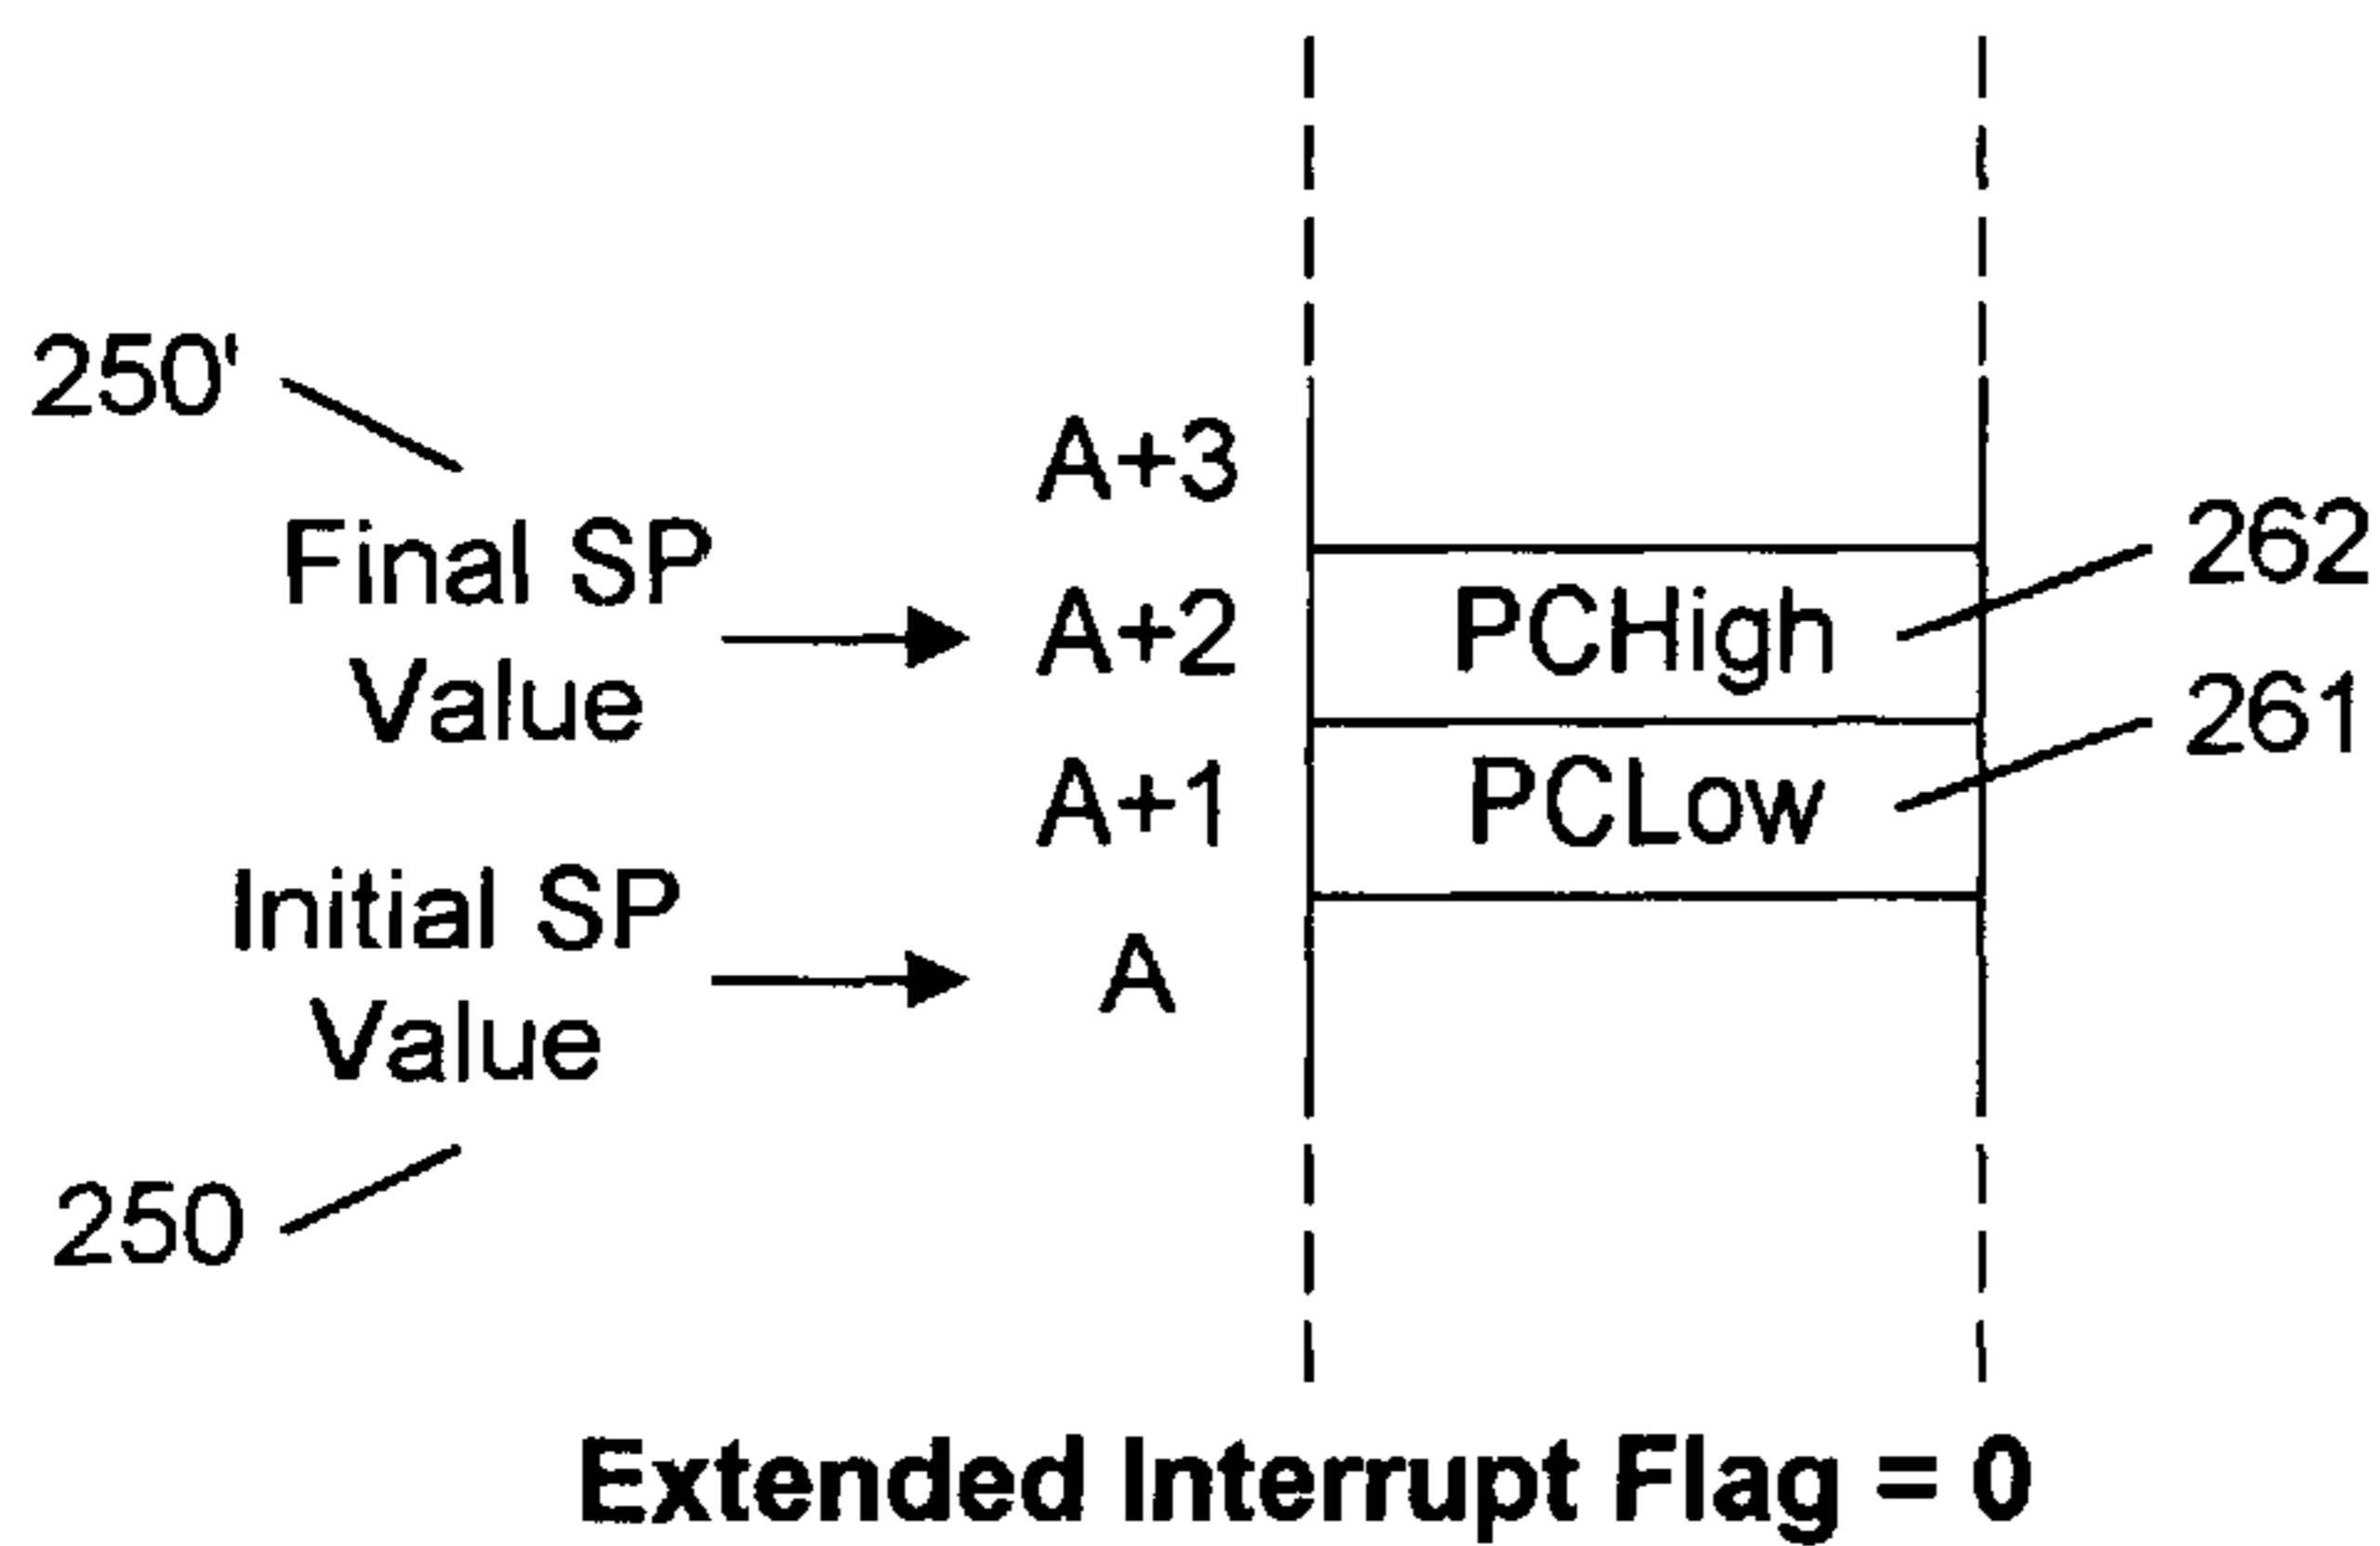 250'
A+3
Final SP
Value
A+2
PCHigh
262
A+1
PCLow
261
Initial SP
Value
A
250
Extended Interrupt Flag = 0